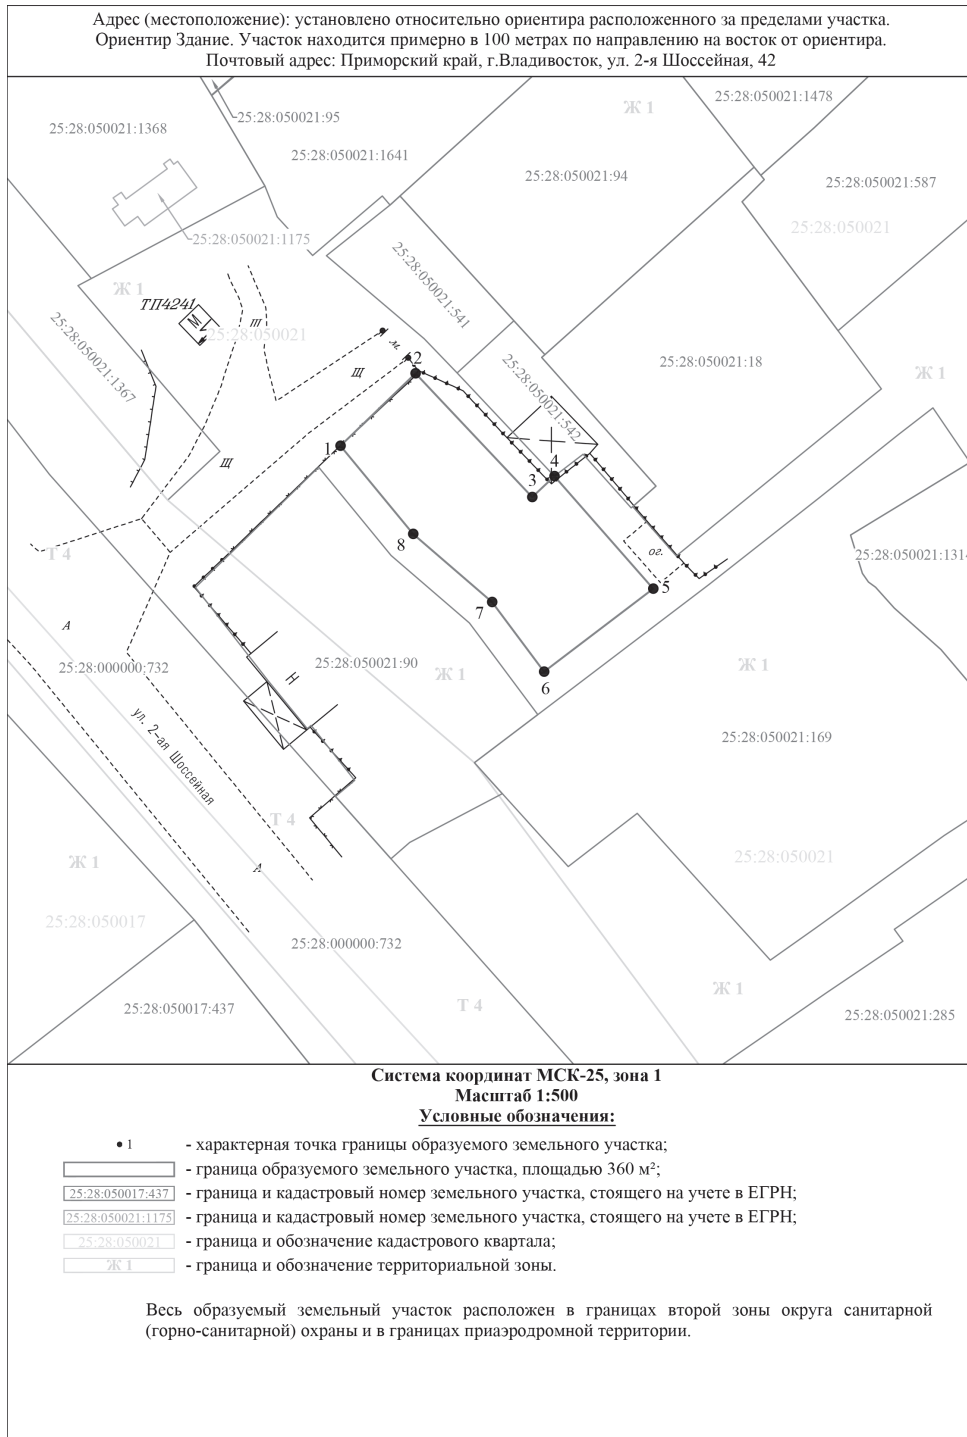 Адрес (местоположение): установлено относительно ориентира расположенного за пределами участка.
Ориентир Здание. Участок находится примерно в 100 метрах по направлению на восток от ориентира.
Почтовый адрес: Приморский край, г.Владивосток, ул. 2-я Шоссейная, 42
25:28:050021:1478
Ж 1
25:28:050021:95
25:28:050021:1368
25:28:050021:1641
25:28:050021:94
25:28:050021:587
25:28:050021
25:28:050021:1175
25:28:050021:541
Ж 1
ТП4241
Ш
25:28:050021
м.
25:28:050021:1367
2
Щ
25:28:050021:18
Ж 1
25:28:050021:542
1
Щ
4
3
8
Т 4
ог.
25:28:050021:1314
5
7
А
25:28:000000:732
25:28:050021:90
Н
Ж 1
Ж 1
6
ул. 2-ая Шоссейная
25:28:050021:169
Т 4
Ж 1
25:28:050021
А
25:28:050017
25:28:000000:732
Ж 1
25:28:050017:437
Т 4
25:28:050021:285
Система координат МСК-25, зона 1
Масштаб 1:500
Условные обозначения:
1 - характерная точка границы образуемого земельного участка;
- граница образуемого земельного участка, площадью 360 м²;
25:28:050017:437 - граница и кадастровый номер земельного участка, стоящего на учете в ЕГРН;
25:28:050021:1175 - граница и кадастровый номер земельного участка, стоящего на учете в ЕГРН;
25:28:050021 - граница и обозначение кадастрового квартала;
Ж 1 - граница и обозначение территориальной зоны.
Весь образуемый земельный участок расположен в границах второй зоны округа санитарной
(горно-санитарной) охраны и в границах приаэродромной территории.